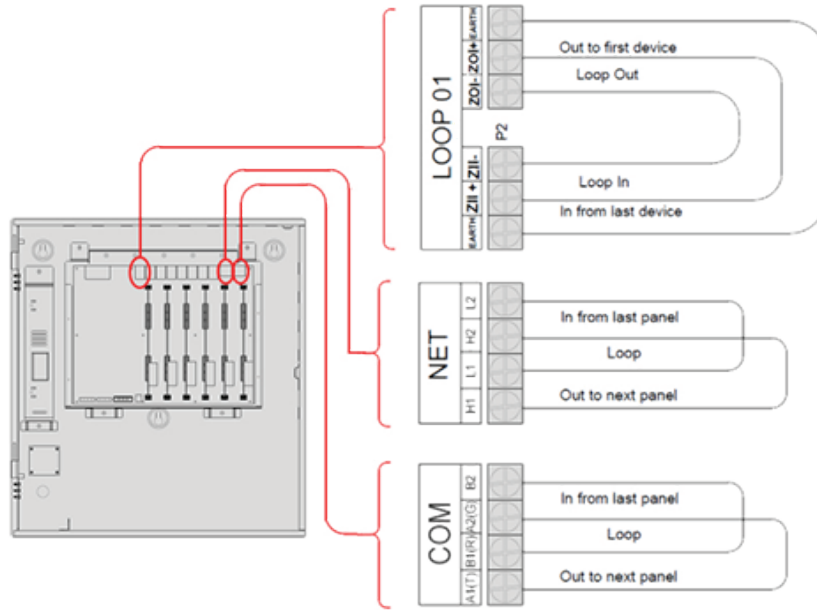 LOOP 01
EARTH
ZOI+
ZOI-
P2
ZII-
ZII +
EARTH
Out to first device
Loop Out
Loop In
In from last device
NET
L2
H2
L1
H1
In from last panel
Loop
Out to next panel
COM
B2
A2(G)
B1(R)
A1(T)
In from last panel
Loop
Out to next panel